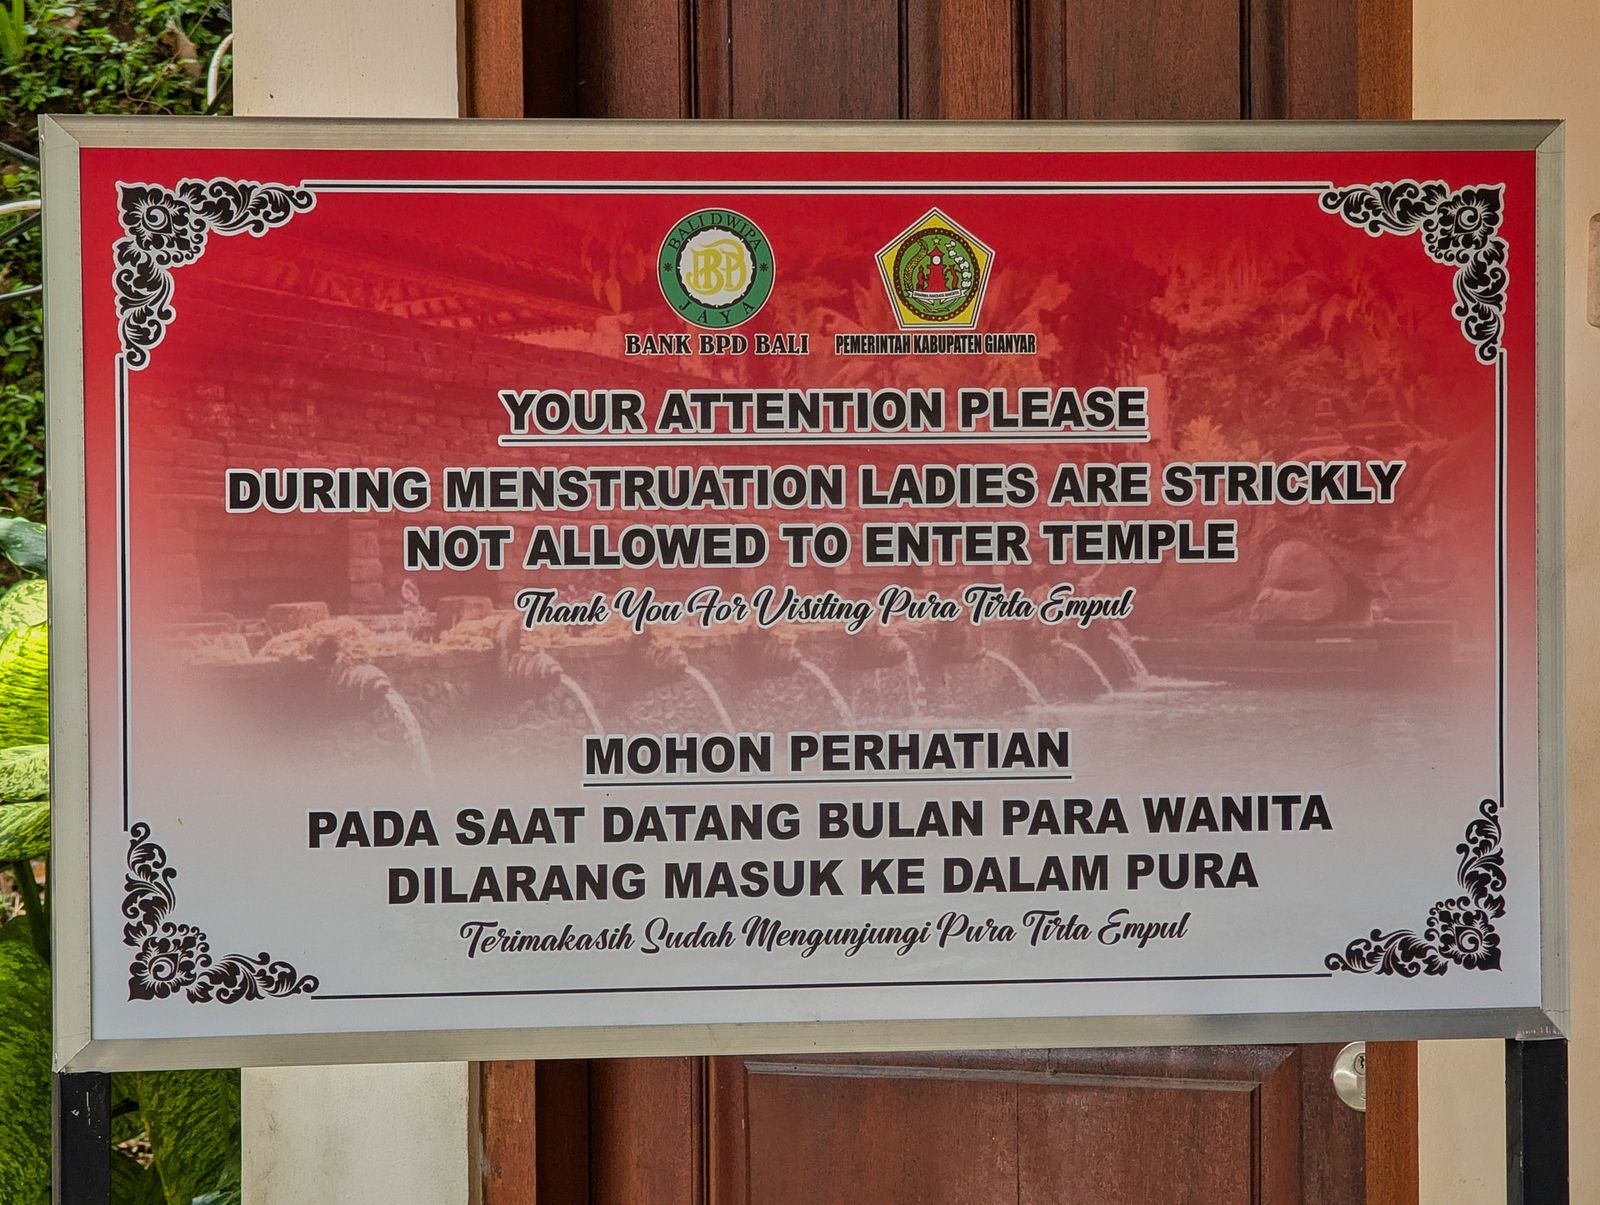 BALI DWIPA
BPD
JAYA
BANK BPD BALI
PEMERINTAH KABUPATEN GIANYAR
YOUR ATTENTION PLEASE
DURING MENSTRUATION LADIES ARE STRICKLY
NOT ALLOWED TO ENTER TEMPLE
Thank You For Visiting Pura Tirta Empul
MOHON PERHATIAN
PADA SAAT DATANG BULAN PARA WANITA
DILARANG MASUK KE DALAM PURA
Terimakasih Sudah Mengunjungi Pura Tirta Empul